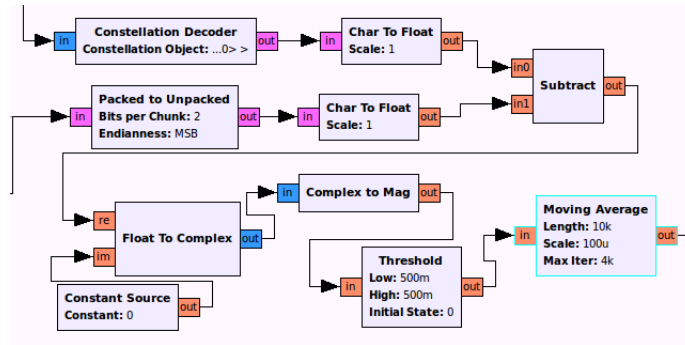 Constellation Decoder
in
Constellation Object: ...0> >
out
in
Char To Float
Scale: 1
out
in0
in1
Subtract
out
in
Packed to Unpacked
Bits per Chunk: 2
Endianness: MSB
out
in
Char To Float
Scale: 1
out
re
im
Float To Complex
out
in
Complex to Mag
out
Constant Source
Constant: 0
out
in
Threshold
Low: 500m
High: 500m
Initial State: 0
out
in
Moving Average
Length: 10k
Scale: 100u
Max Iter: 4k
out